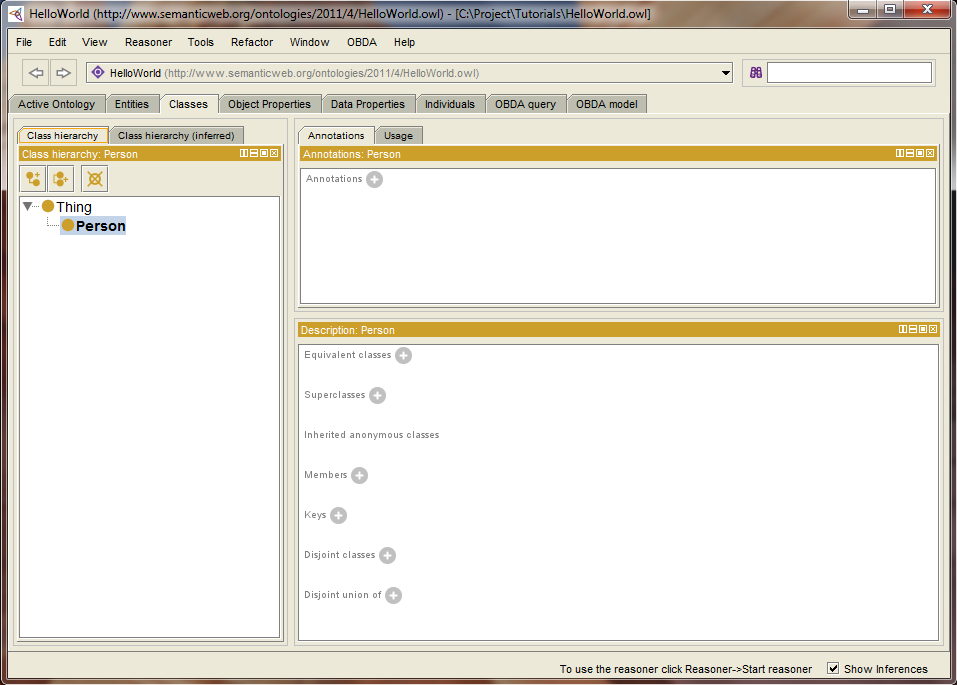 HelloWorld (http://www.semanticweb.org/ontologies/2011/4/HelloWorld.owl) - [C:\Project\Tutorials\HelloWorld.owl]
File Edit View Reasoner Tools Refactor Window OBDA Help
HelloWorld (http://www.semanticweb.org/ontologies/2011/4/HelloWorld.owl)
Active Ontology Entities Classes Object Properties Data Properties Individuals OBDA query OBDA model
Class hierarchy Class hierarchy (inferred)
Class hierarchy: Person
Thing
Person
Annotations Usage
Annotations: Person
Annotations
Description: Person
Equivalent classes
Superclasses
Inherited anonymous classes
Members
Keys
Disjoint classes
Disjoint union of
To use the reasoner click Reasoner->Start reasoner Show Inferences